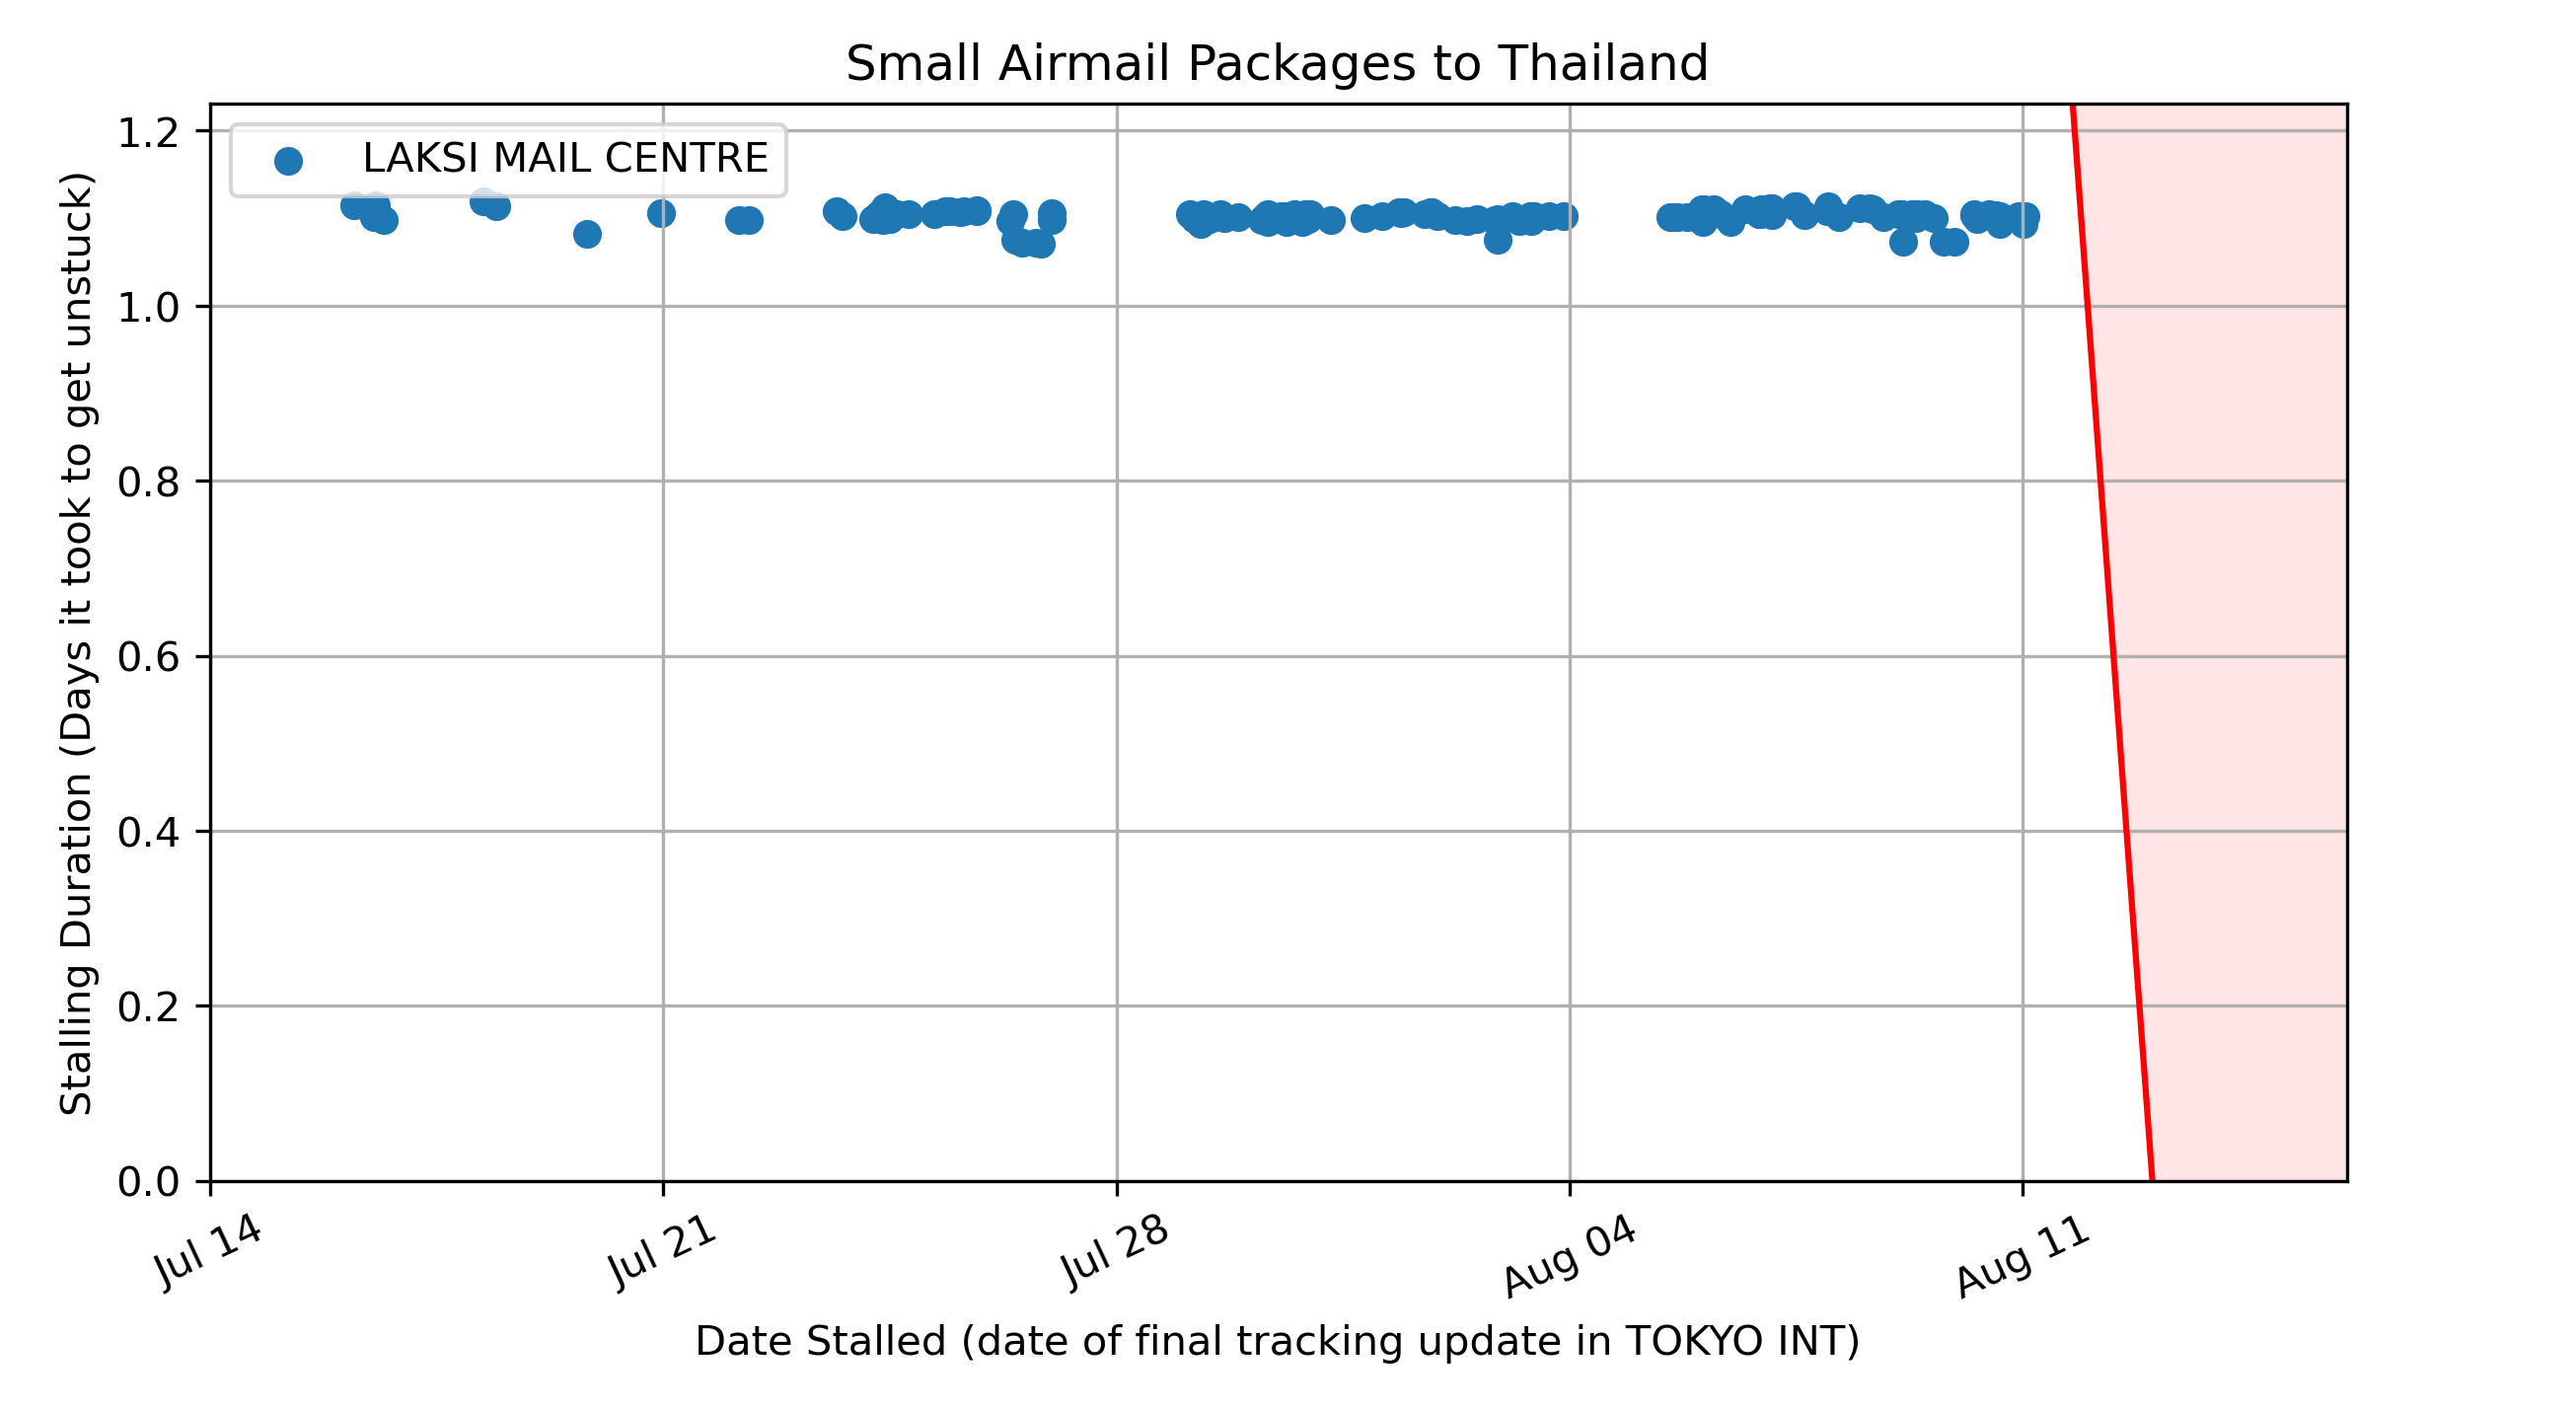 Small Airmail Packages to Thailand
LAKSI MAIL CENTRE
Stalling Duration (Days it took to get unstuck)
1.2
1.0
0.8
0.6
0.4
0.2
0.0
Jul 14
Jul 21
Jul 28
Aug 04
Aug 11
Date Stalled (date of final tracking update in TOKYO INT)